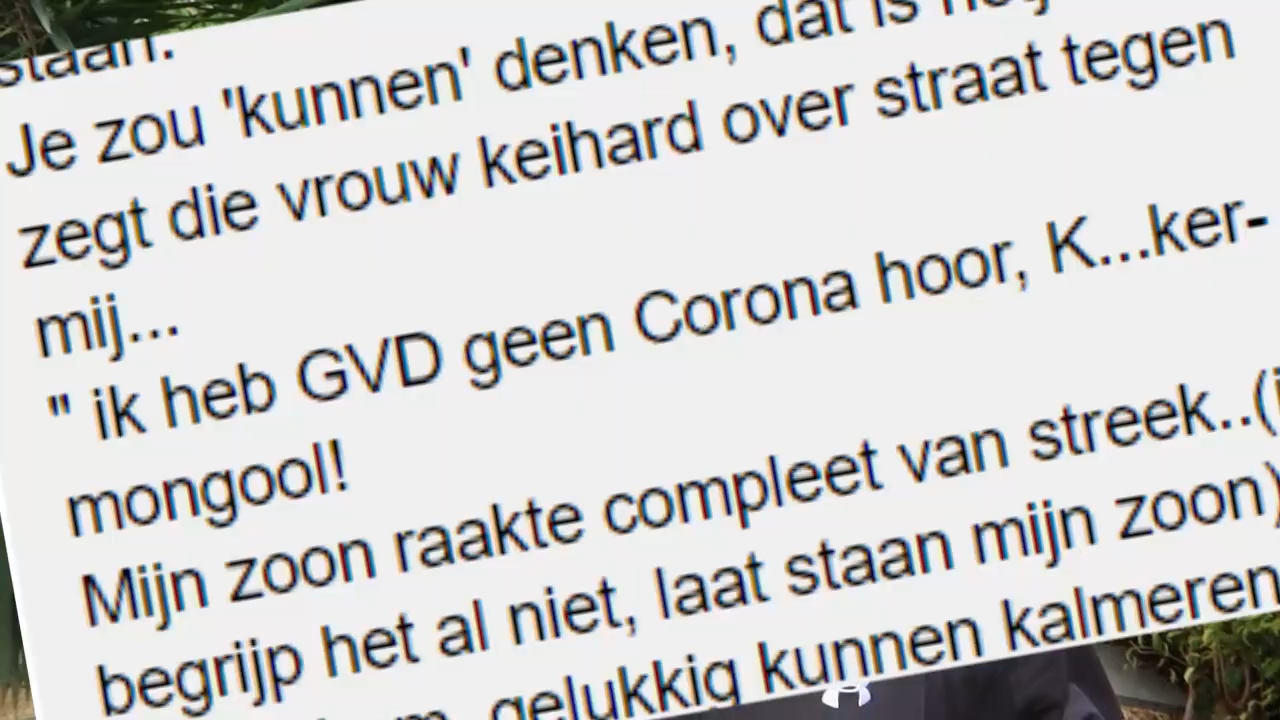 staan.
Je zou 'kunnen' denken, dat is
zegt die vrouw keihard over straat tegen
mij...
" ik heb GVD geen Corona hoor, K...ker-
mongool!
Mijn zoon raakte compleet van streek..(i
begrijp het al niet, laat staan mijn zoon)
gelukkig kunnen kalmeren